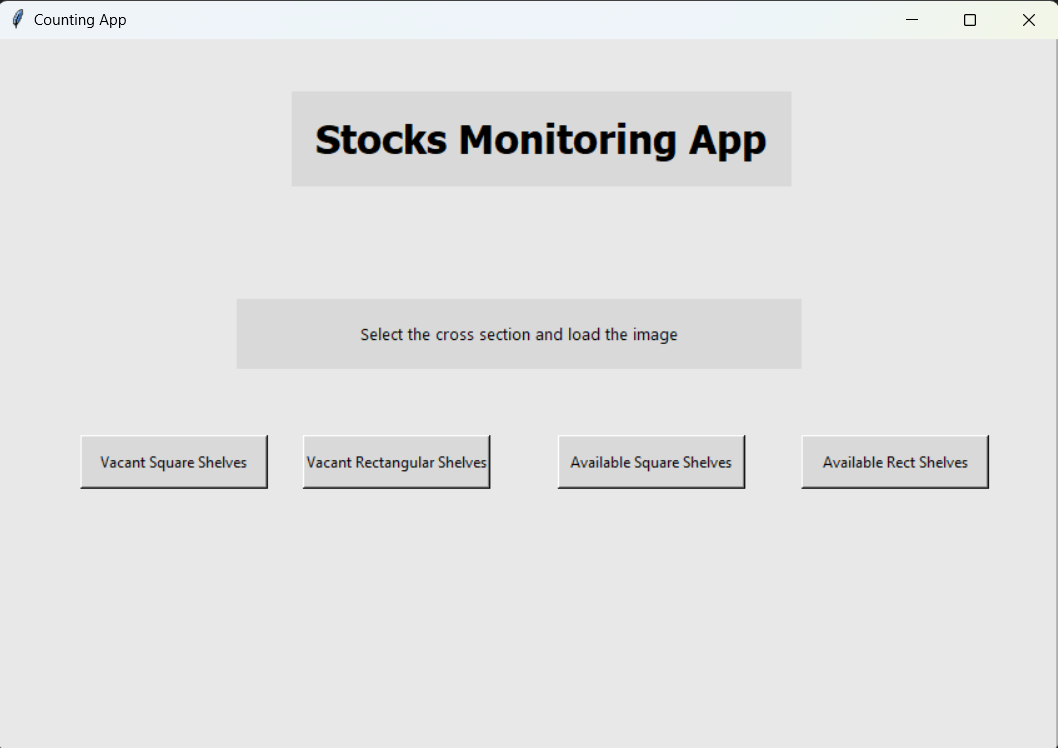 Counting App
Stocks Monitoring App
Select the cross section and load the image
Vacant Square Shelves
Vacant Rectangular Shelves
Available Square Shelves
Available Rect Shelves